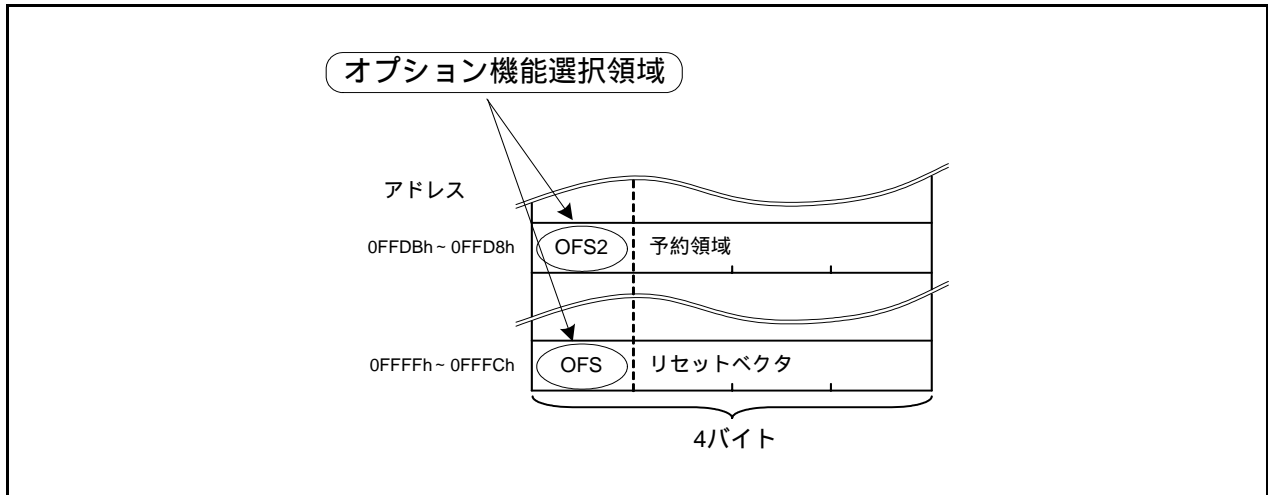 オプション機能選択領域
アドレス
0FFDBh~0FFD8h OFS2 予約領域
0FFFFh~0FFFCh OFS リセットベクタ
4バイト